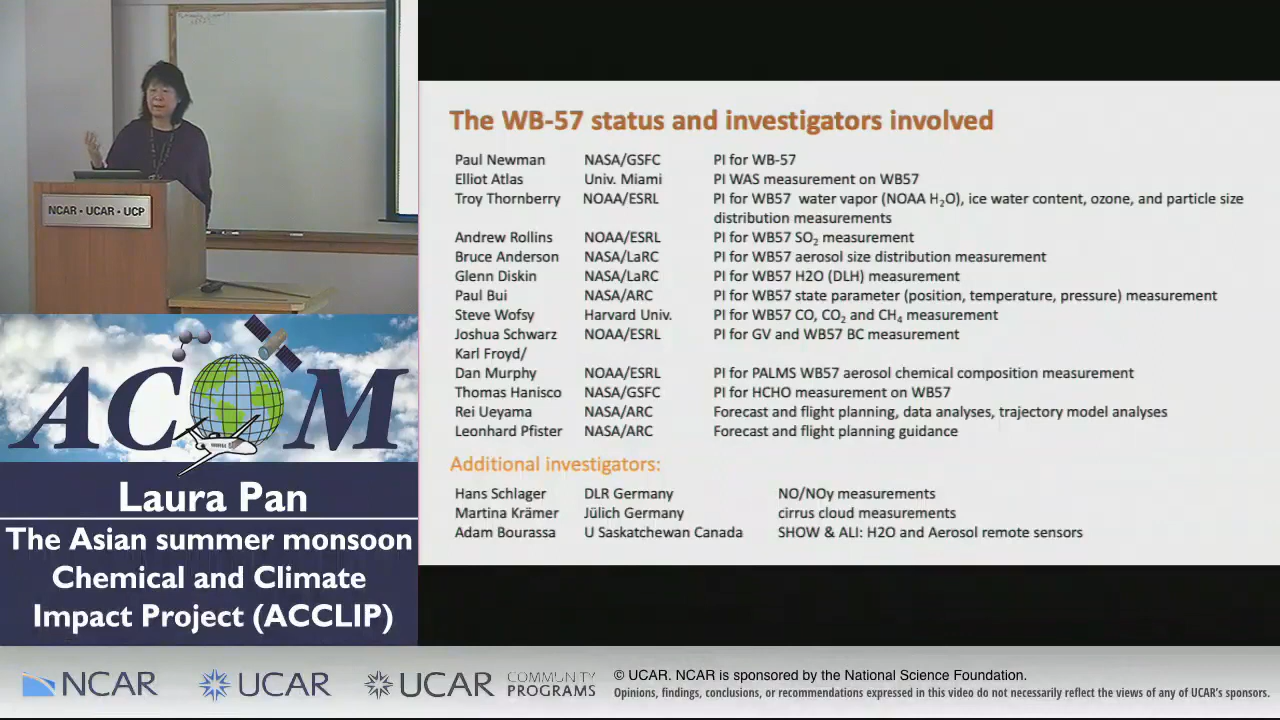 NCAR • UCAR • UCP
ACOM
Laura Pan
The Asian summer monsoon
Chemical and Climate
Impact Project (ACCLIP)
The WB-57 status and investigators involved
Paul Newman NASA/GSFC PI for WB-57
Elliot Atlas Univ. Miami PI WAS measurement on WB57
Troy Thornberry NOAA/ESRL PI for WB57 water vapor (NOAA H₂O), ice water content, ozone, and particle size
distribution measurements
Andrew Rollins NOAA/ESRL PI for WB57 SO₂ measurement
Bruce Anderson NASA/LaRC PI for WB57 aerosol size distribution measurement
Glenn Diskin NASA/LaRC PI for WB57 H2O (DLH) measurement
Paul Bui NASA/ARC PI for WB57 state parameter (position, temperature, pressure) measurement
Steve Wofsy Harvard Univ. PI for WB57 CO, CO₂ and CH₄ measurement
Joshua Schwarz NOAA/ESRL PI for GV and WB57 BC measurement
Karl Froyd/
Dan Murphy NOAA/ESRL PI for PALMS WB57 aerosol chemical composition measurement
Thomas Hanisco NASA/GSFC PI for HCHO measurement on WB57
Rei Ueyama NASA/ARC Forecast and flight planning, data analyses, trajectory model analyses
Leonhard Pfister NASA/ARC Forecast and flight planning guidance
Additional investigators:
Hans Schlager DLR Germany NO/NOy measurements
Martina Krämer Jülich Germany cirrus cloud measurements
Adam Bourassa U Saskatchewan Canada SHOW & ALI: H2O and Aerosol remote sensors
NCAR UCAR UCAR COMMUNITY
PROGRAMS
© UCAR. NCAR is sponsored by the National Science Foundation.
Opinions, findings, conclusions, or recommendations expressed in this video do not necessarily reflect the views of any of UCAR's sponsors.